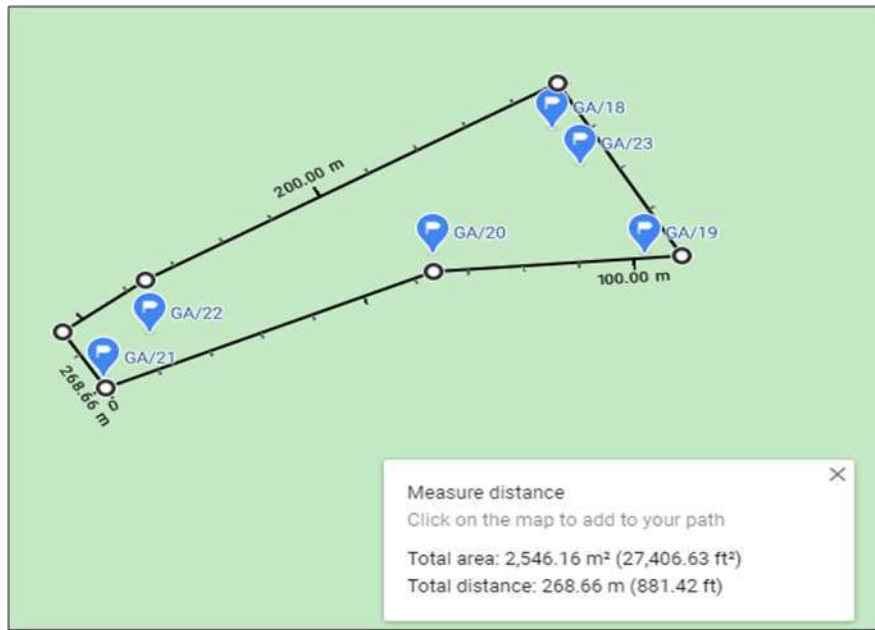 GA/18
GA/23
200.00 m
GA/20
GA/19
100.00 m
GA/22
GA/21
268.66 m
0
Measure distance
Click on the map to add to your path
Total area: 2,546.16 m² (27,406.63 ft²)
Total distance: 268.66 m (881.42 ft)